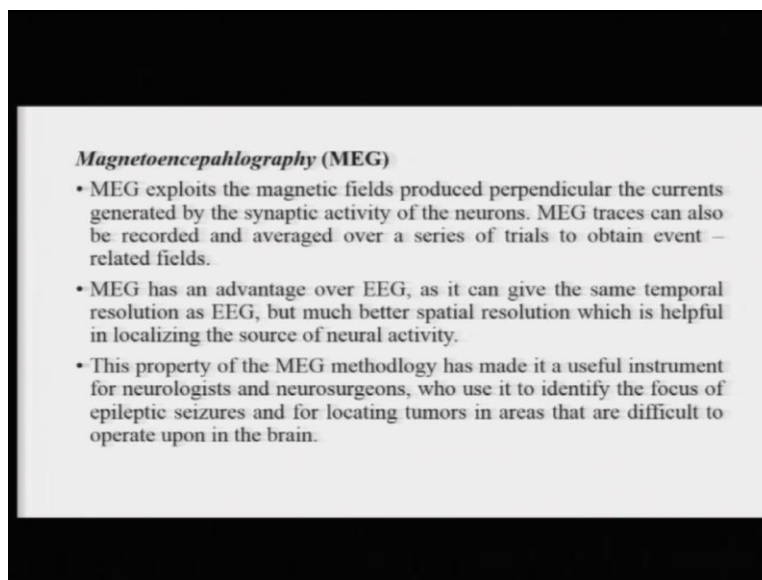 Magnetoencepahlography (MEG)
• MEG exploits the magnetic fields produced perpendicular the currents
generated by the synaptic activity of the neurons. MEG traces can also
be recorded and averaged over a series of trials to obtain event –
related fields.
• MEG has an advantage over EEG, as it can give the same temporal
resolution as EEG, but much better spatial resolution which is helpful
in localizing the source of neural activity.
• This property of the MEG methodlogy has made it a useful instrument
for neurologists and neurosurgeons, who use it to identify the focus of
epileptic seizures and for locating tumors in areas that are difficult to
operate upon in the brain.